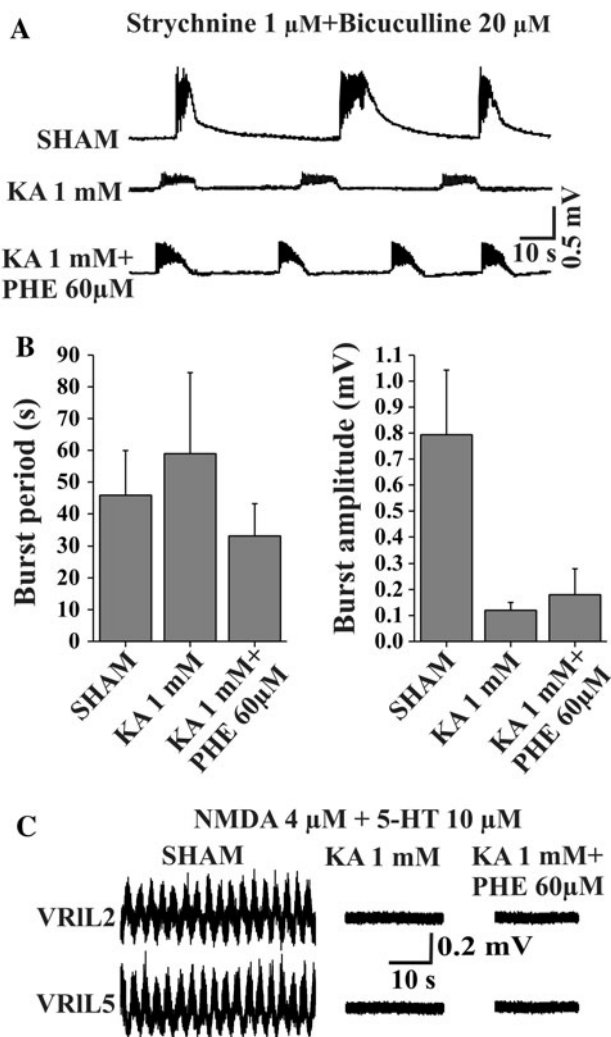 A
Strychnine 1 µM+Bicuculline 20 µM
SHAM
KA 1 mM
KA 1 mM+
PHE 60µM
10 s
0.5 mV
B
Burst period (s)
90
80
70
60
50
40
30
20
10
0
SHAM
KA 1 mM
KA 1 mM+
PHE 60µM
Burst amplitude (mV)
1.1
1.0
0.9
0.8
0.7
0.6
0.5
0.4
0.3
0.2
0.1
0.0
SHAM
KA 1 mM
KA 1 mM+
PHE 60µM
C
NMDA 4 µM + 5-HT 10 µM
SHAM
KA 1 mM
KA 1 mM+
PHE 60µM
VRlL2
0.2 mV
10 s
VRlL5